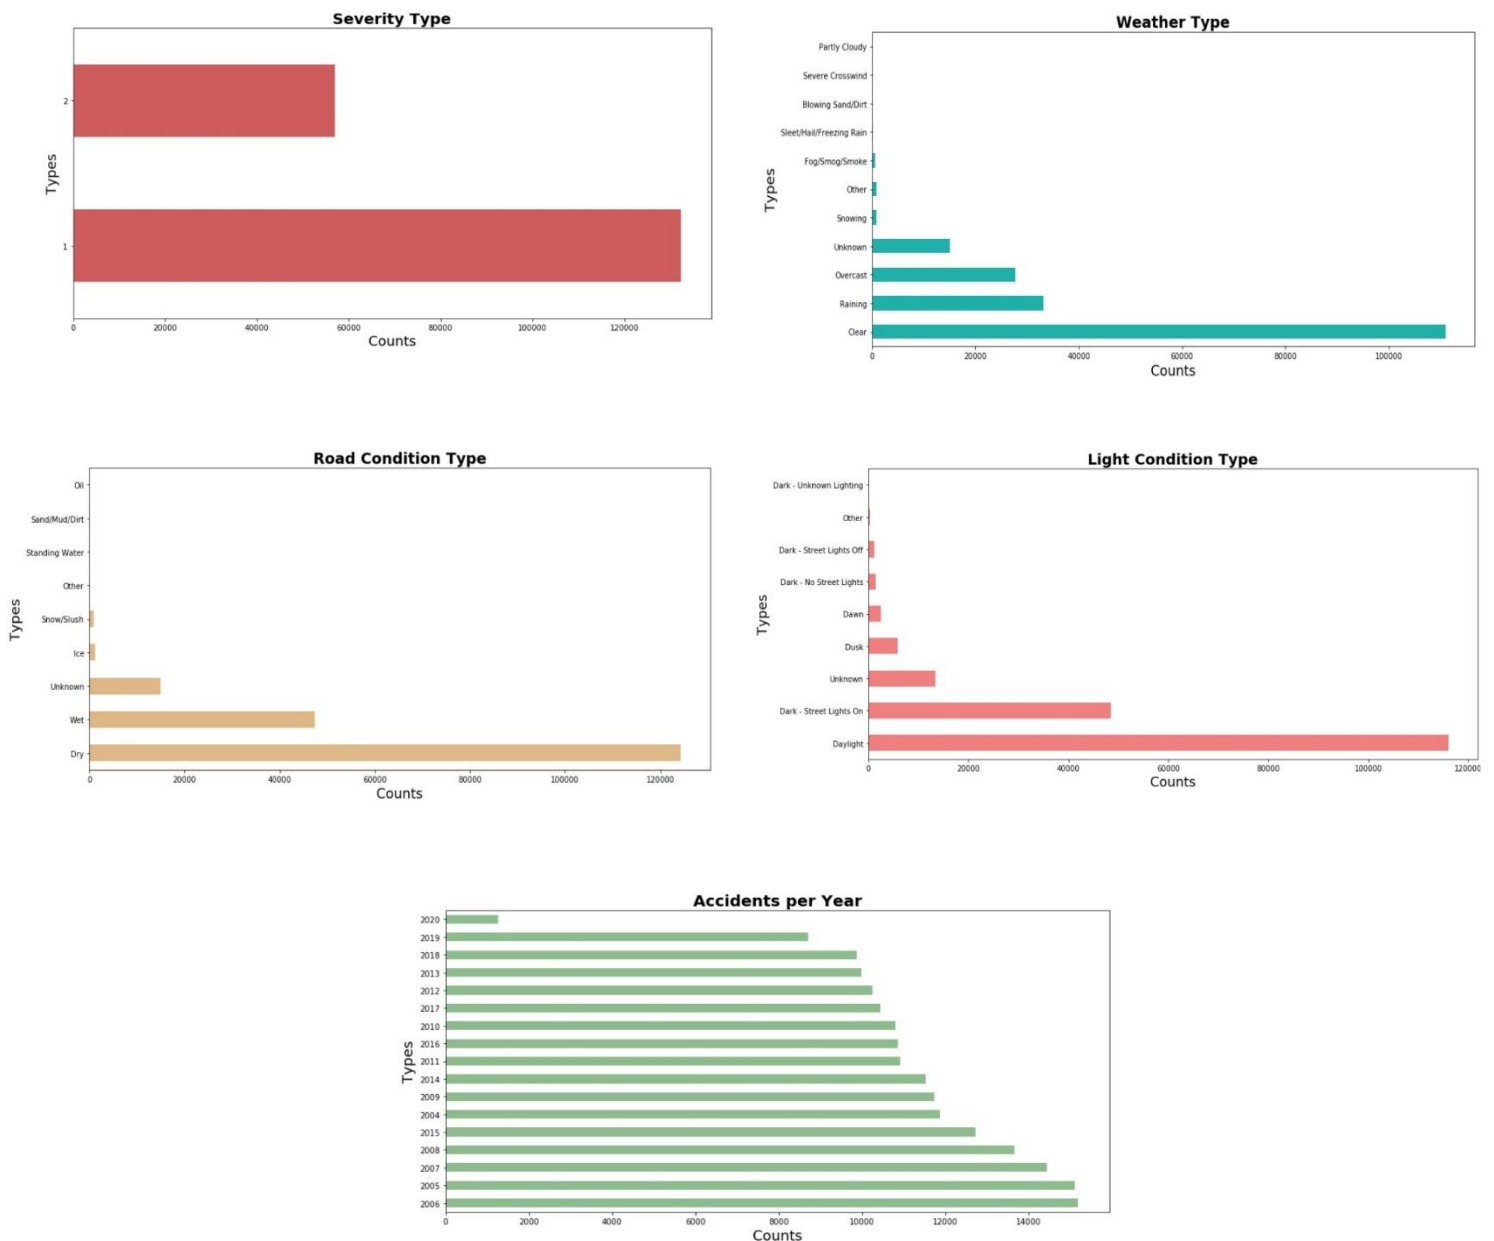 Severity Type
Types
2
1
0 20000 40000 60000 80000 100000 120000
Counts
Weather Type
Types
Partly Cloudy
Severe Crosswind
Blowing Sand/Dirt
Sleet/Hail/Freezing Rain
Fog/Smog/Smoke
Other
Snowing
Unknown
Overcast
Raining
Clear
0 20000 40000 60000 80000 100000
Counts
Road Condition Type
Types
Oil
Sand/Mud/Dirt
Standing Water
Other
Snow/Slush
Ice
Unknown
Wet
Dry
0 20000 40000 60000 80000 100000 120000
Counts
Light Condition Type
Types
Dark - Unknown Lighting
Other
Dark - Street Lights Off
Dark - No Street Lights
Dawn
Dusk
Unknown
Dark - Street Lights On
Daylight
0 20000 40000 60000 80000 100000 120000
Counts
Accidents per Year
Types
2020
2019
2018
2013
2012
2017
2010
2016
2011
2014
2009
2004
2015
2008
2007
2005
2006
0 2000 4000 6000 8000 10000 12000 14000
Counts